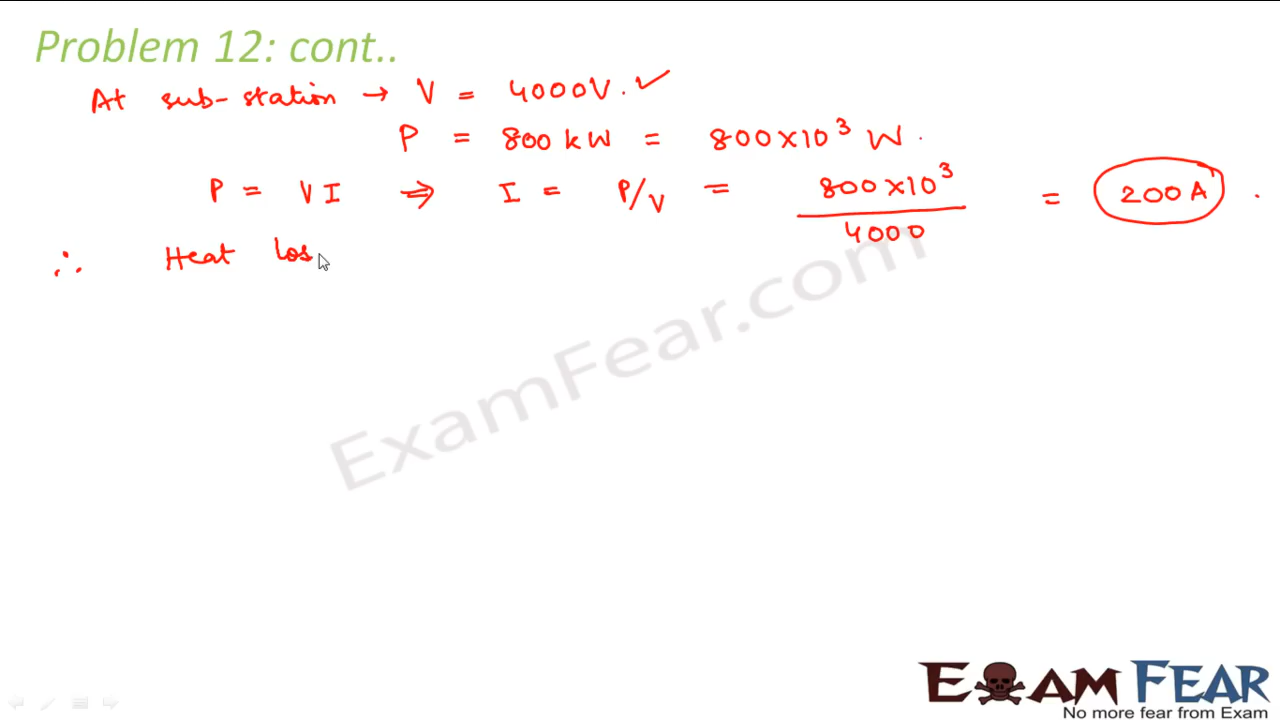 Problem 12: cont..
At sub-station → V = 4000V. ✓
P = 800 kW = 800×10³ W.
P = VI ⇒ I = P/V = 800×10³ / 4000 = 200A.
∴ Heat los
ExamFear.com
EXAM FEAR
No more fear from Exam